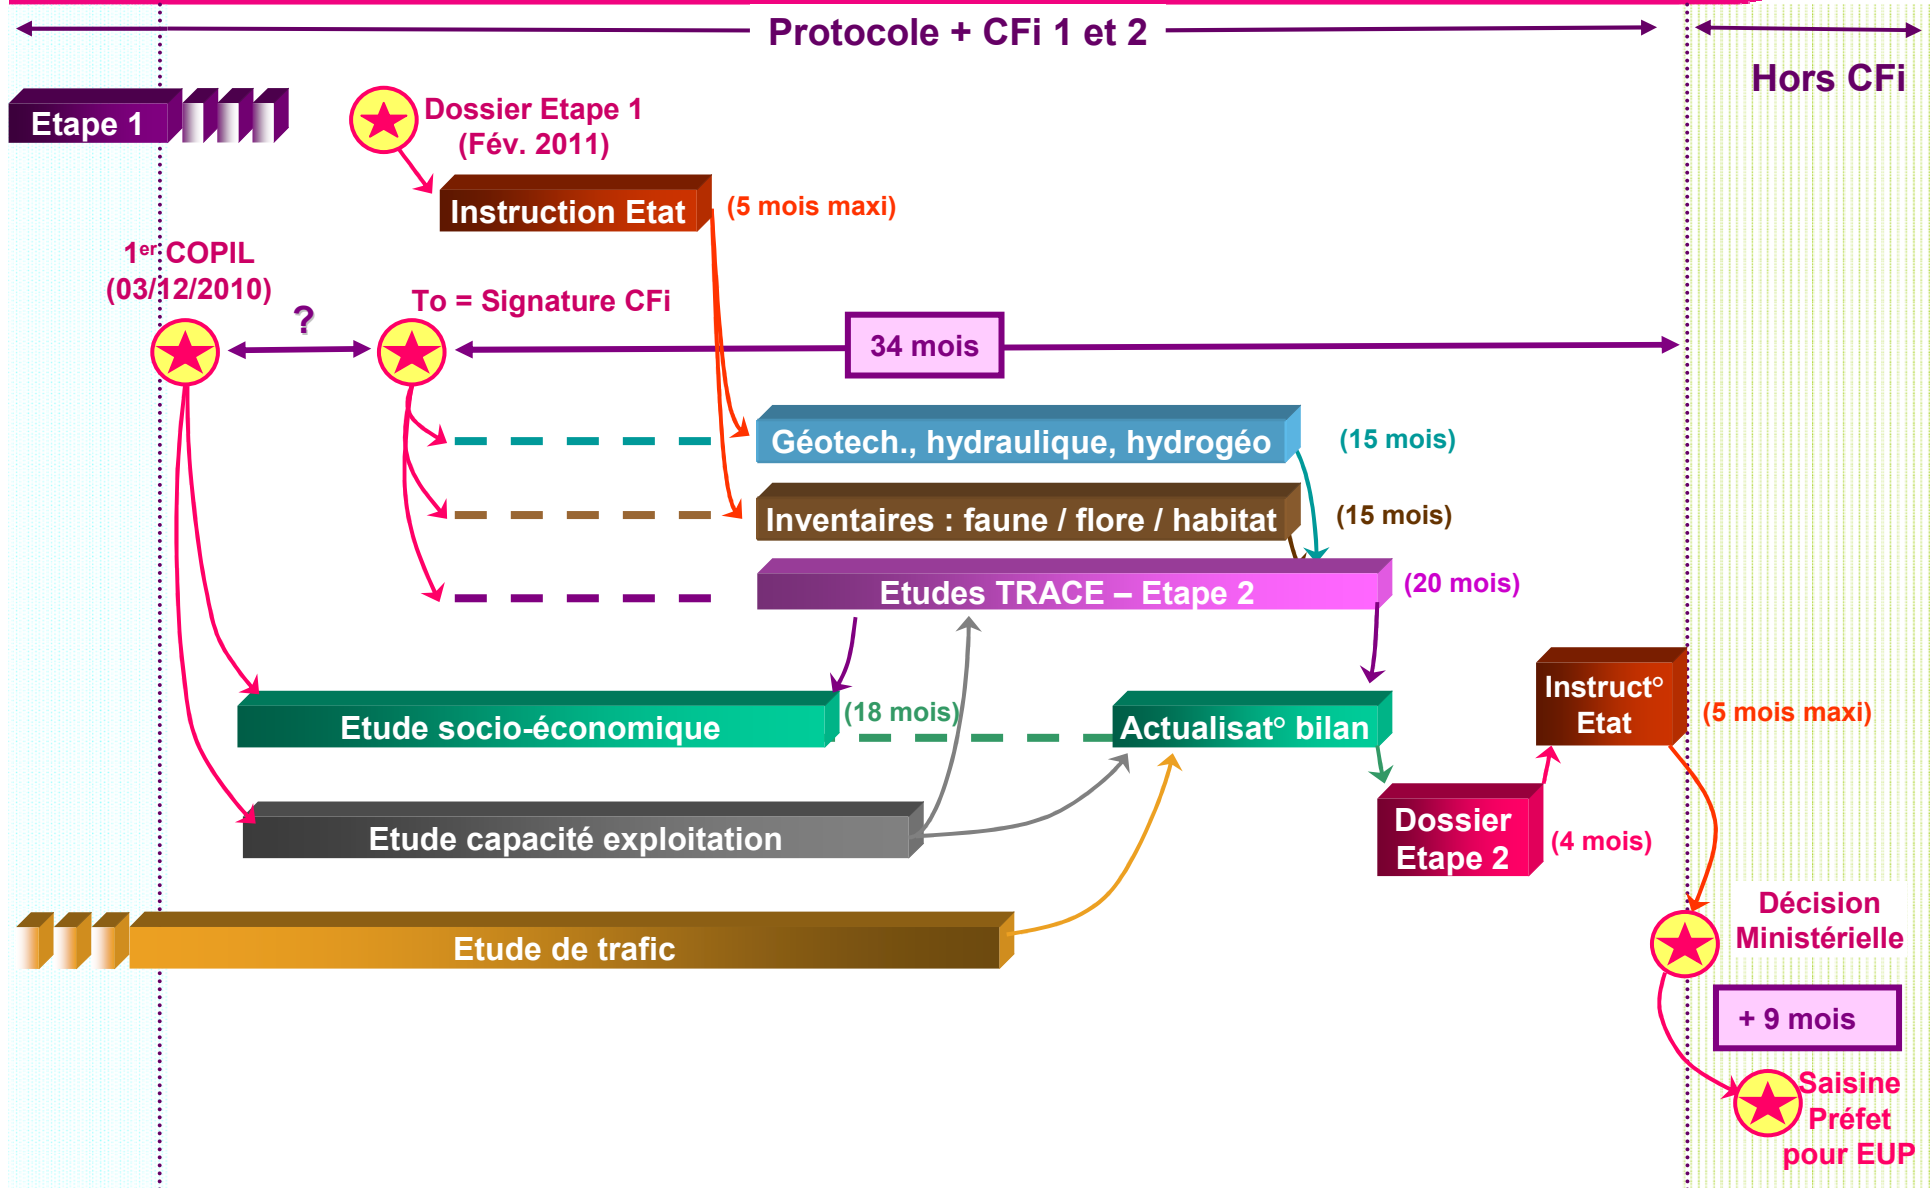 Protocole + CFi 1 et 2
Hors CFi
Etape 1
Dossier Etape 1
(Fév. 2011)
Instruction Etat
(5 mois maxi)
1er COPIL
(03/12/2010)
?
To = Signature CFi
34 mois
Géotech., hydraulique, hydrogéo
(15 mois)
Inventaires : faune / flore / habitat
(15 mois)
Etudes TRACE – Etape 2
(20 mois)
Etude socio-économique
(18 mois)
Actualisat° bilan
Instruct°
Etat
(5 mois maxi)
Etude capacité exploitation
Dossier
Etape 2
(4 mois)
Etude de trafic
Décision
Ministérielle
+ 9 mois
Saisine
Préfet
pour EUP